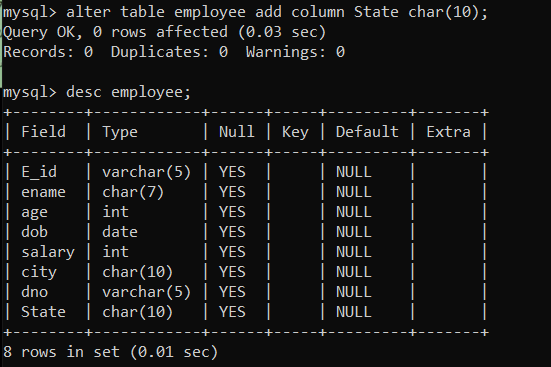 mysql> alter table employee add column State char(10);
Query OK, 0 rows affected (0.03 sec)
Records: 0  Duplicates: 0  Warnings: 0

mysql> desc employee;
+--------+------------+------+-----+---------+-------+
| Field  | Type       | Null | Key | Default | Extra |
+--------+------------+------+-----+---------+-------+
| E_id   | varchar(5) | YES  |     | NULL    |       |
| ename  | char(7)    | YES  |     | NULL    |       |
| age    | int        | YES  |     | NULL    |       |
| dob    | date       | YES  |     | NULL    |       |
| salary | int        | YES  |     | NULL    |       |
| city   | char(10)   | YES  |     | NULL    |       |
| dno    | varchar(5) | YES  |     | NULL    |       |
| State  | char(10)   | YES  |     | NULL    |       |
+--------+------------+------+-----+---------+-------+
8 rows in set (0.01 sec)